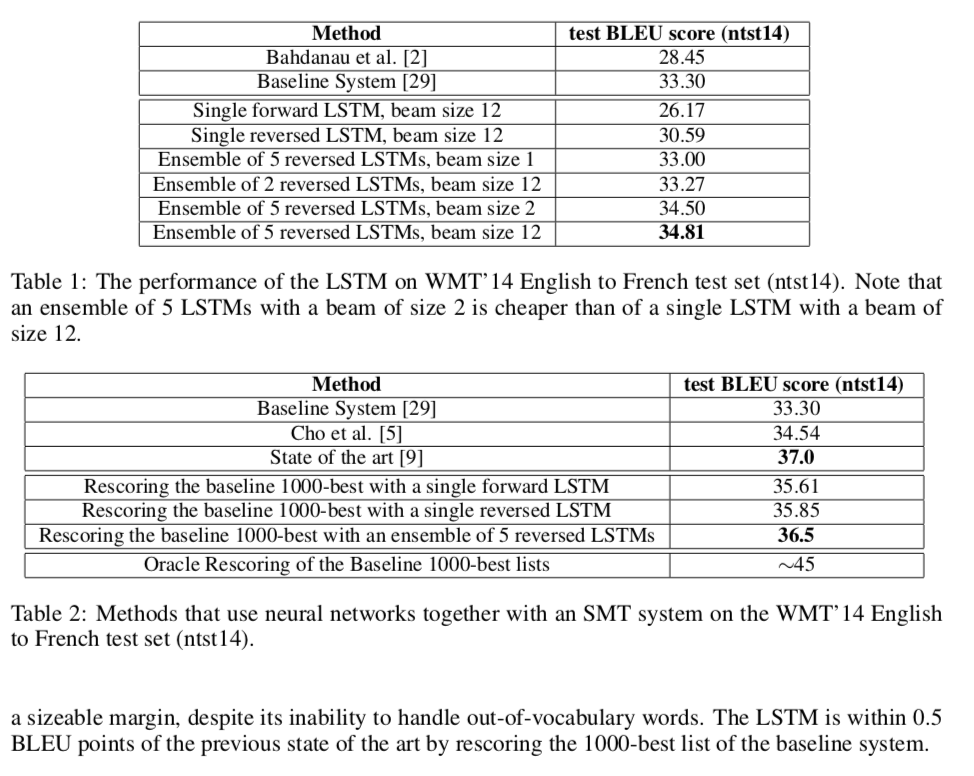 Method test BLEU score (ntst14)
Bahdanau et al. [2] 28.45
Baseline System [29] 33.30
Single forward LSTM, beam size 12 26.17
Single reversed LSTM, beam size 12 30.59
Ensemble of 5 reversed LSTMs, beam size 1 33.00
Ensemble of 2 reversed LSTMs, beam size 12 33.27
Ensemble of 5 reversed LSTMs, beam size 2 34.50
Ensemble of 5 reversed LSTMs, beam size 12 34.81
Table 1: The performance of the LSTM on WMT’14 English to French test set (ntst14). Note that
an ensemble of 5 LSTMs with a beam of size 2 is cheaper than of a single LSTM with a beam of
size 12.
Method test BLEU score (ntst14)
Baseline System [29] 33.30
Cho et al. [5] 34.54
State of the art [9] 37.0
Rescoring the baseline 1000-best with a single forward LSTM 35.61
Rescoring the baseline 1000-best with a single reversed LSTM 35.85
Rescoring the baseline 1000-best with an ensemble of 5 reversed LSTMs 36.5
Oracle Rescoring of the Baseline 1000-best lists ∼45
Table 2: Methods that use neural networks together with an SMT system on the WMT’14 English
to French test set (ntst14).
a sizeable margin, despite its inability to handle out-of-vocabulary words. The LSTM is within 0.5
BLEU points of the previous state of the art by rescoring the 1000-best list of the baseline system.